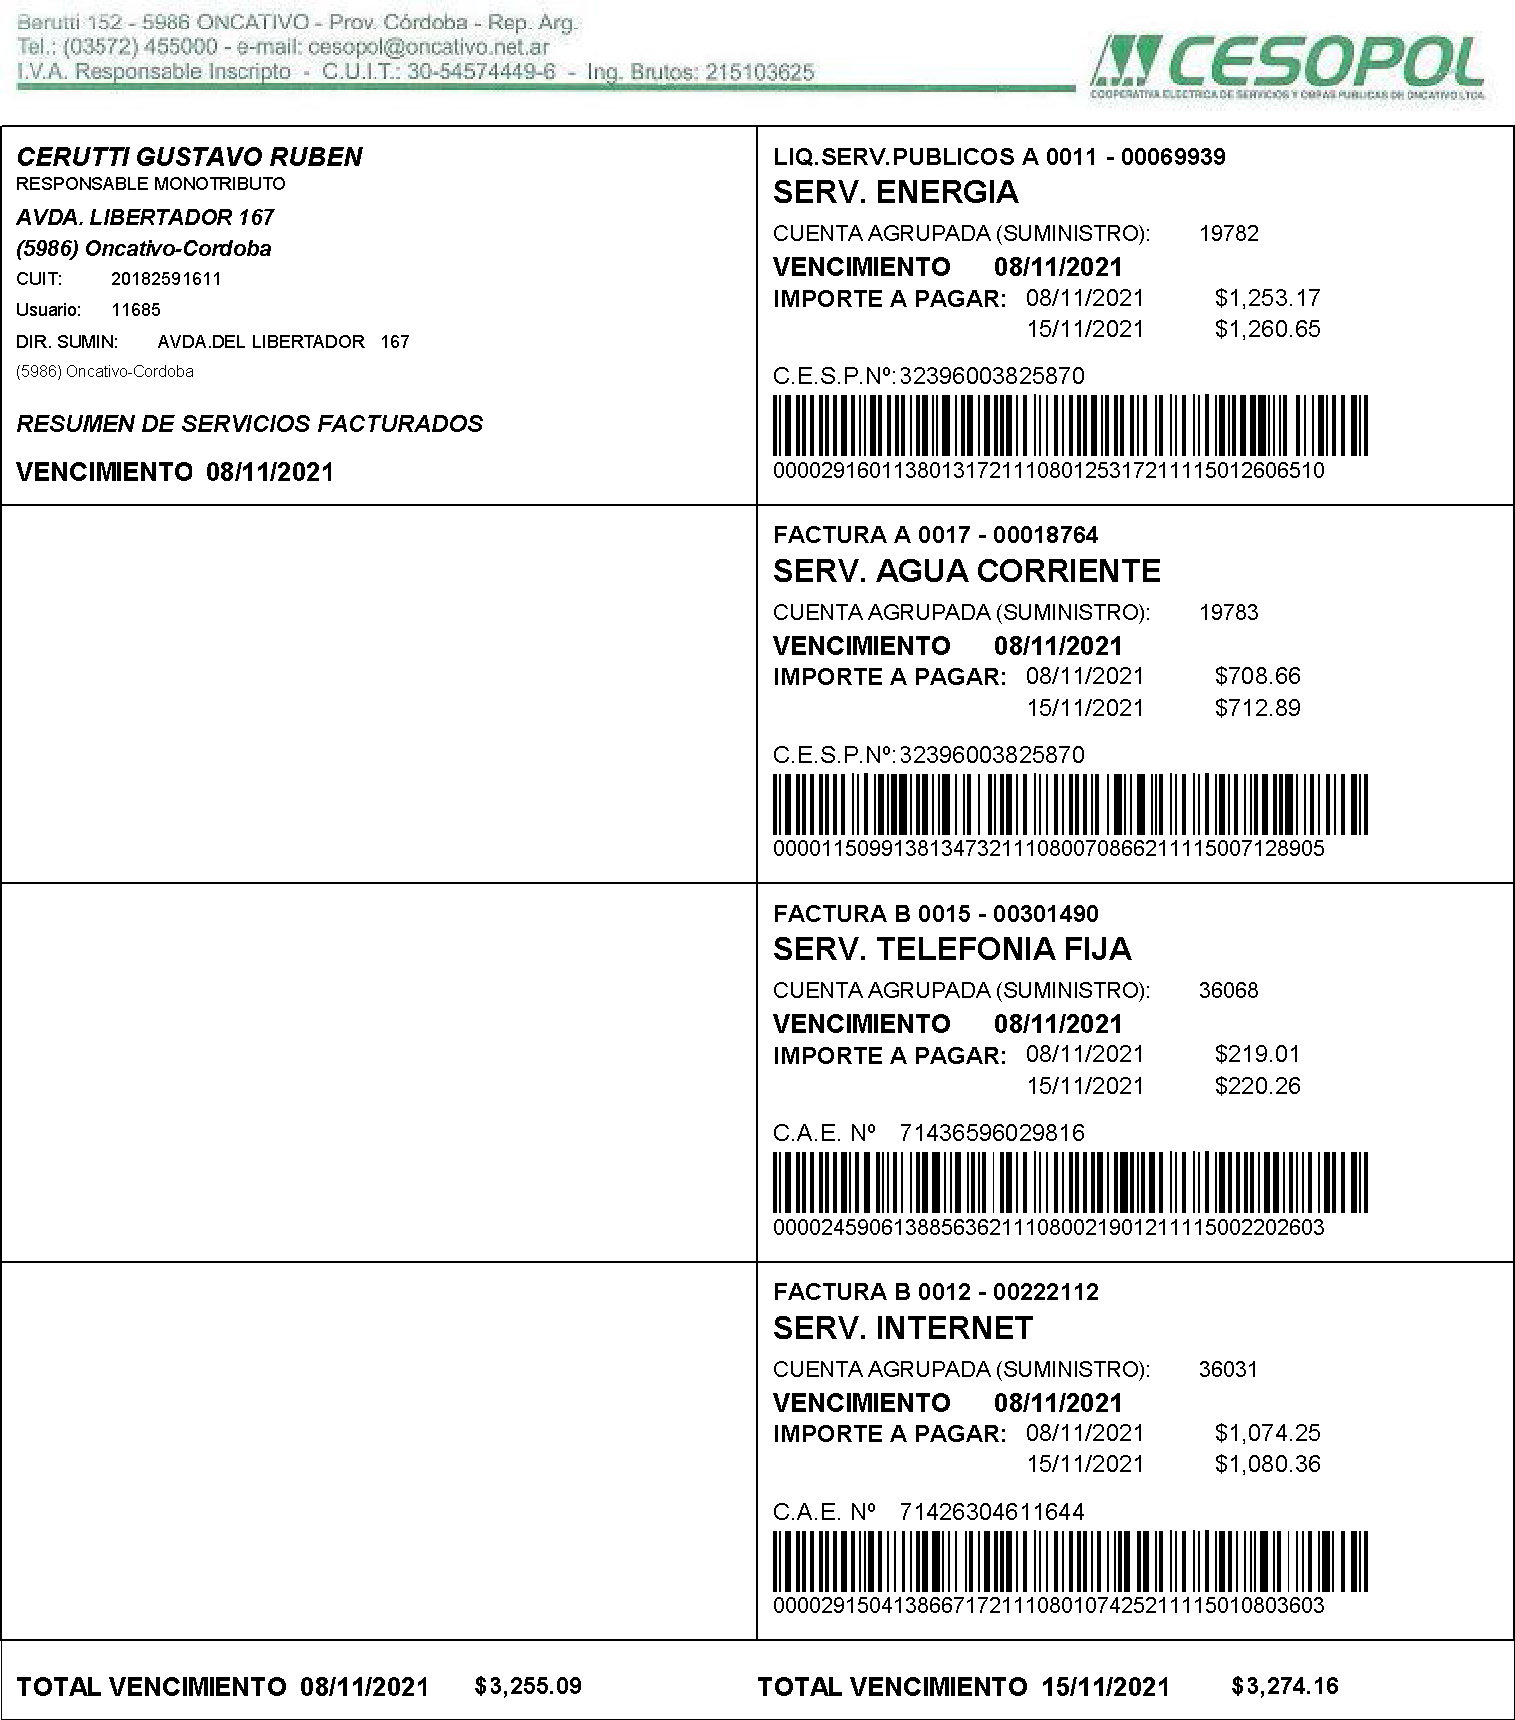 Berutti 152 - 5986 ONCATIVO - Prov. Córdoba - Rep. Arg.
Tel.: (03572) 455000 - e-mail: cesopol@oncativo.net.ar
I.V.A. Responsable Inscripto - C.U.I.T.: 30-54574449-6 - Ing. Brutos: 215103625
CESOPOL
COOPERATIVA ELECTRICA DE SERVICIOS Y OBRAS PUBLICAS DE ONCATIVO LTDA.
CERUTTI GUSTAVO RUBEN
RESPONSABLE MONOTRIBUTO
AVDA. LIBERTADOR 167
(5986) Oncativo-Cordoba
CUIT: 20182591611
Usuario: 11685
DIR. SUMIN: AVDA.DEL LIBERTADOR 167
(5986) Oncativo-Cordoba
RESUMEN DE SERVICIOS FACTURADOS
VENCIMIENTO 08/11/2021
LIQ.SERV.PUBLICOS A 0011 - 00069939
SERV. ENERGIA
CUENTA AGRUPADA (SUMINISTRO): 19782
VENCIMIENTO 08/11/2021
IMPORTE A PAGAR: 08/11/2021 $1,253.17
15/11/2021 $1,260.65
C.E.S.P.Nº: 32396003825870
0000291601138013172111080125317211115012606510
FACTURA A 0017 - 00018764
SERV. AGUA CORRIENTE
CUENTA AGRUPADA (SUMINISTRO): 19783
VENCIMIENTO 08/11/2021
IMPORTE A PAGAR: 08/11/2021 $708.66
15/11/2021 $712.89
C.E.S.P.Nº: 32396003825870
0000115099138134732111080070866211115007128905
FACTURA B 0015 - 00301490
SERV. TELEFONIA FIJA
CUENTA AGRUPADA (SUMINISTRO): 36068
VENCIMIENTO 08/11/2021
IMPORTE A PAGAR: 08/11/2021 $219.01
15/11/2021 $220.26
C.A.E. Nº 71436596029816
0000245906138856362111080021901211115002202603
FACTURA B 0012 - 00222112
SERV. INTERNET
CUENTA AGRUPADA (SUMINISTRO): 36031
VENCIMIENTO 08/11/2021
IMPORTE A PAGAR: 08/11/2021 $1,074.25
15/11/2021 $1,080.36
C.A.E. Nº 71426304611644
0000291504138667172111080107425211115010803603
TOTAL VENCIMIENTO 08/11/2021 $3,255.09
TOTAL VENCIMIENTO 15/11/2021 $3,274.16